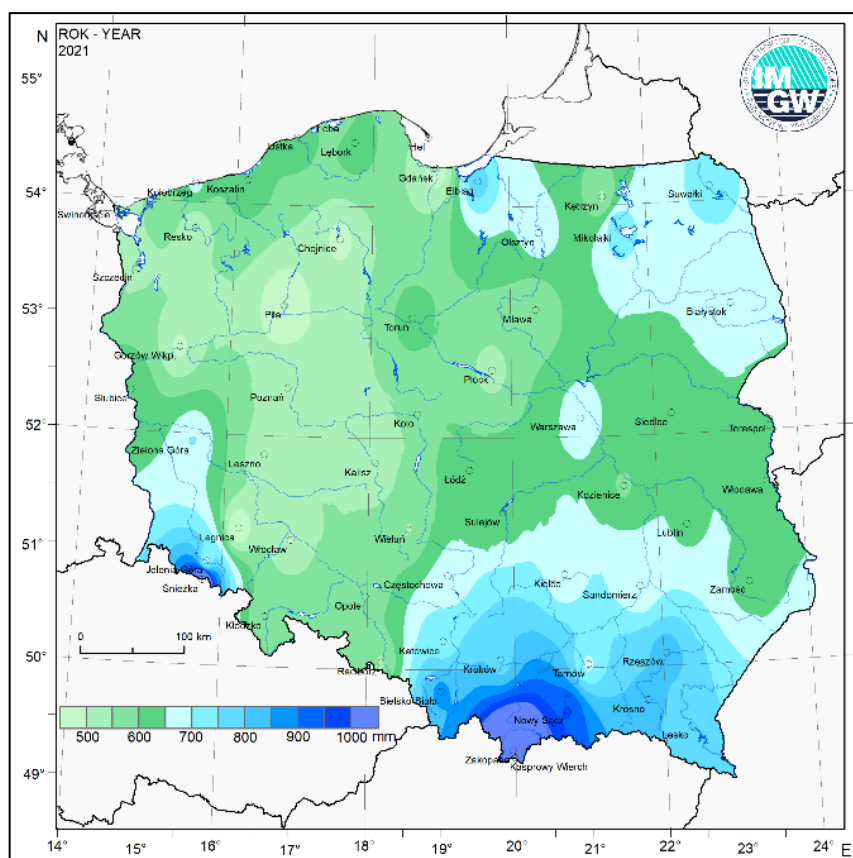 N
ROK - YEAR
2021
55°
IM
GW
Łeba
Ustka
Lębork
Hel
Gdańsk
54°
Kołobrzeg
Koszalin
Elbląg
Kętrzyn
Suwałki
Świnoujście
Resko
Chojnice
Olsztyn
Mikołajki
Szczecin
53°
Piła
Toruń
Mława
Białystok
Gorzów Wlkp.
Płock
Słubice
Poznań
52°
Koło
Warszawa
Siedlce
Terespol
Zielona Góra
Leszno
Kalisz
Łódź
Kozienice
Włodawa
Sulejów
51°
Legnica
Wrocław
Wieluń
Lublin
Jelenia Góra
Śnieżka
Częstochowa
Kielce
Sandomierz
Zamość
Opole
Kłodzko
0 100 km
50°
Katowice
Kraków
Tarnów
Rzeszów
Racibórz
Bielsko Biała
Nowy Sącz
Krosno
Lesko
500 600 700 800 900 1000 mm
Zakopane
Kasprowy Wierch
49°
14° 15° 16° 17° 18° 19° 20° 21° 22° 23° 24° E